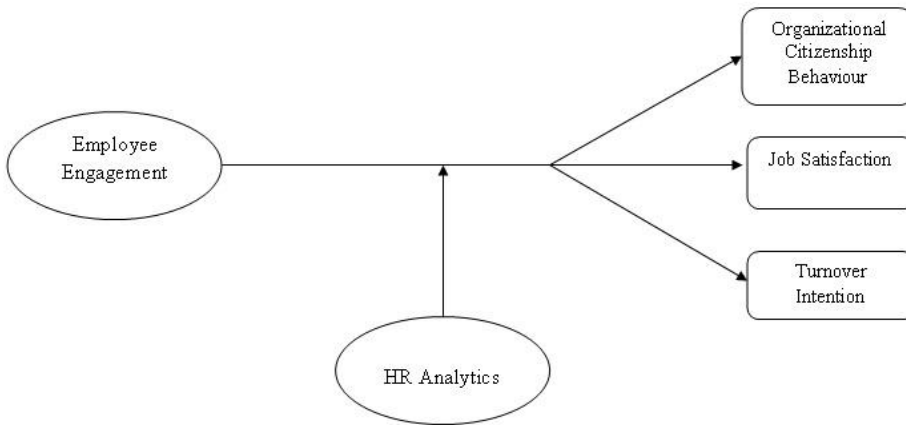 Organizational
Citizenship
Behaviour
Employee
Engagement
Job Satisfaction
Turnover
Intention
HR Analytics